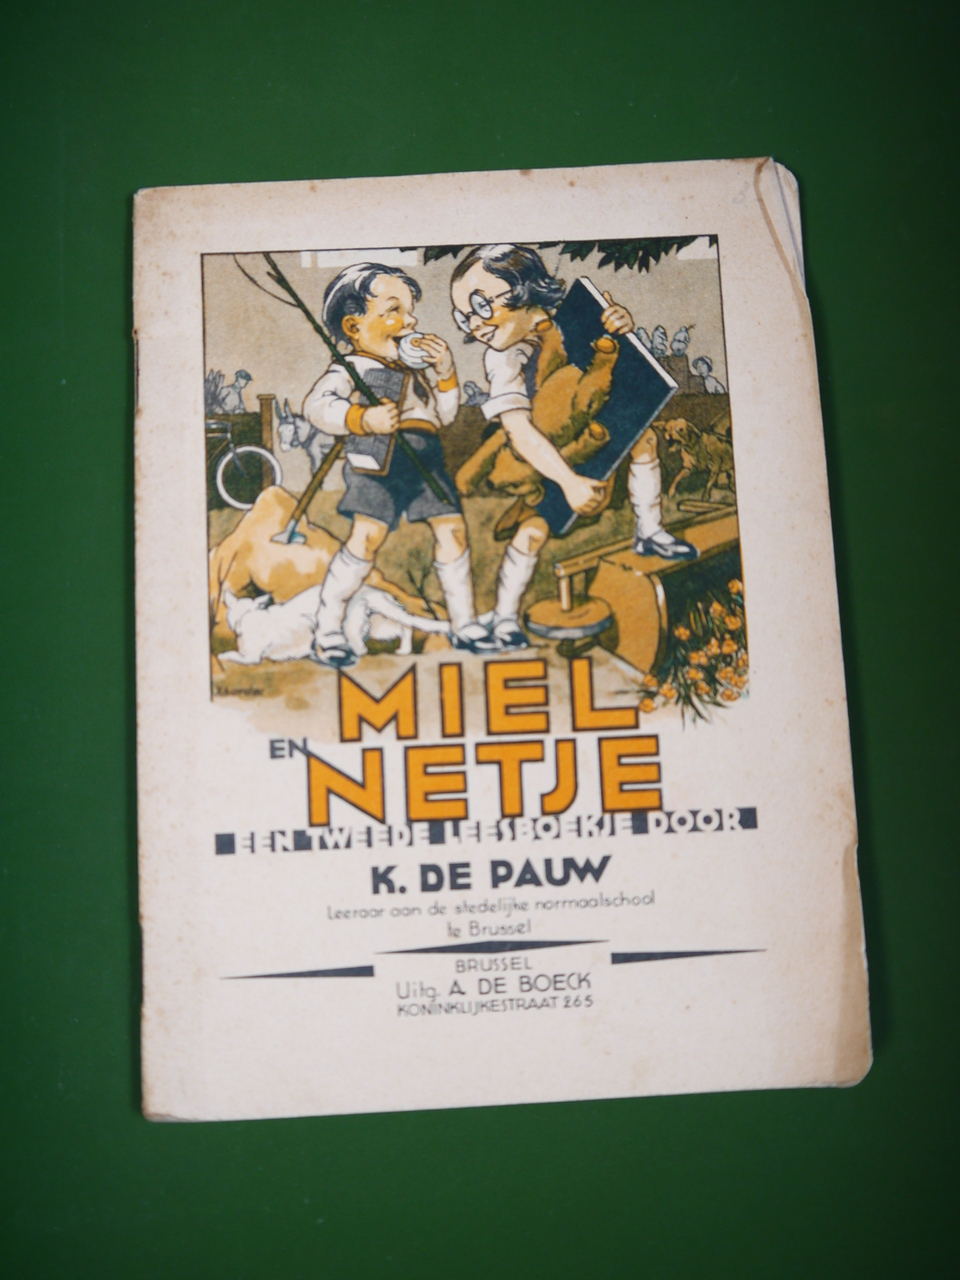 MIEL
EN
NETJE
EEN TWEEDE LEESBOEKJE DOOR
K. DE PAUW
Leeraar aan de stedelijke normaalschool
te Brussel
BRUSSEL
Uitg. A. DE BOECK
KONINKLIJKESTRAAT 265